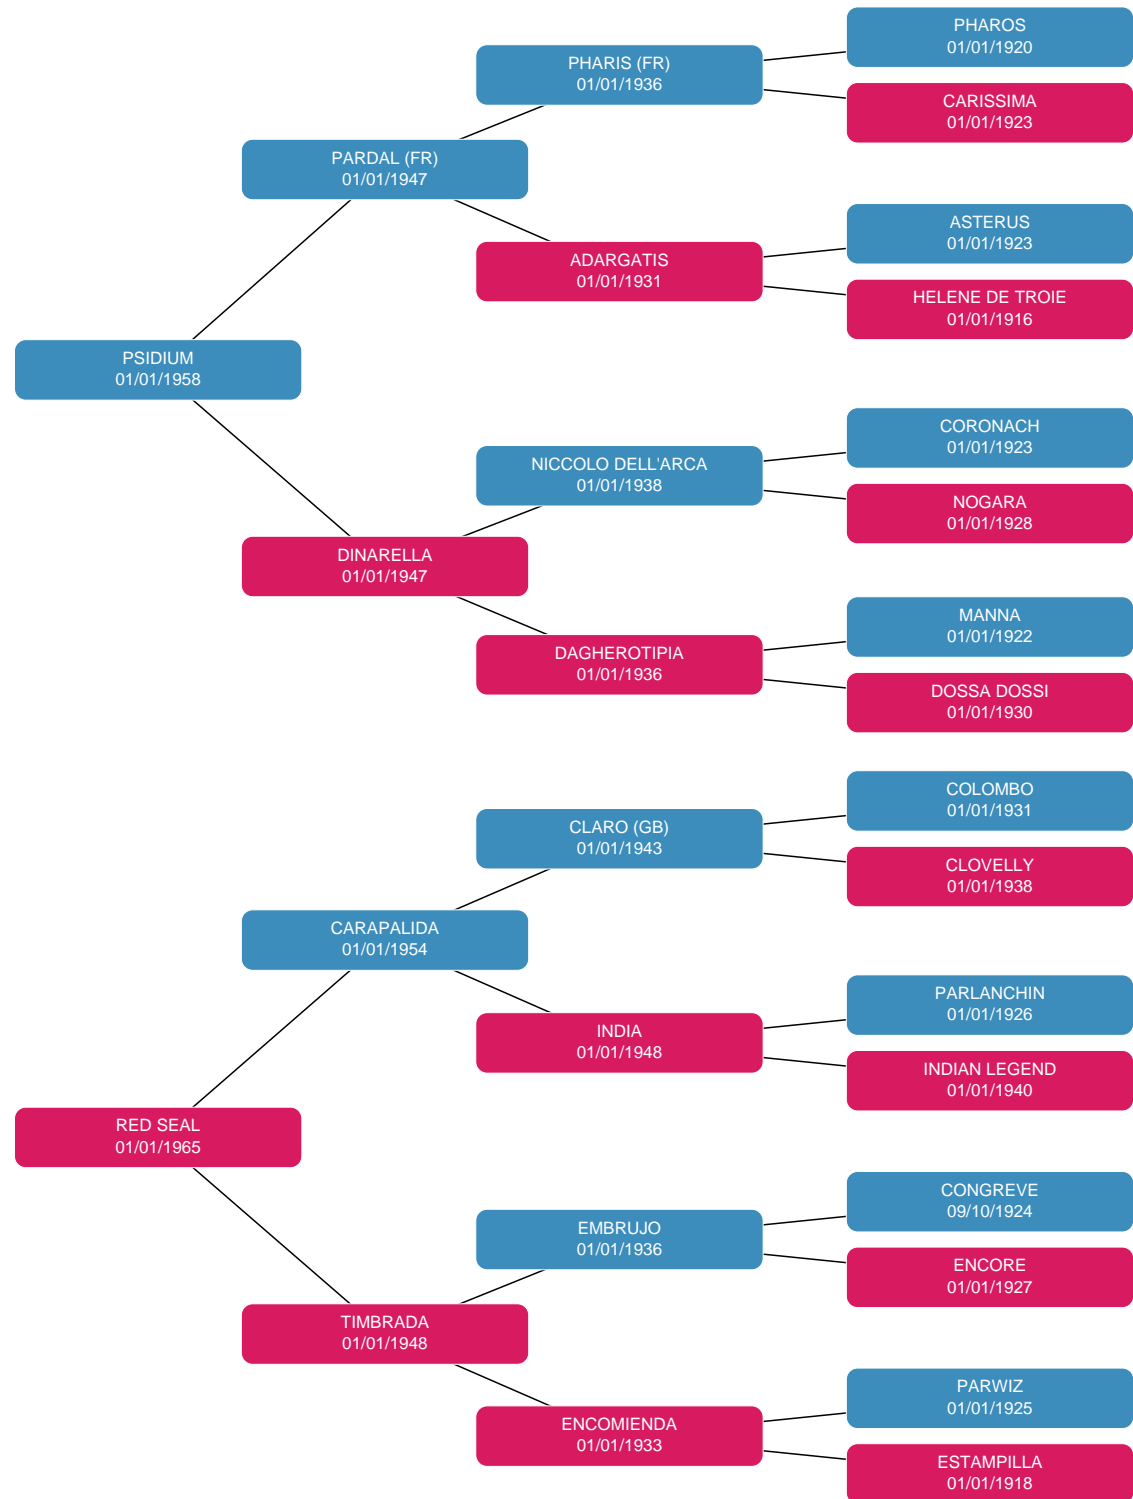 PHAROS
01/01/1920
PHARIS (FR)
01/01/1936
CARISSIMA
01/01/1923
PARDAL (FR)
01/01/1947
ASTERUS
01/01/1923
ADARGATIS
01/01/1931
HELENE DE TROIE
01/01/1916
PSIDIUM
01/01/1958
CORONACH
01/01/1923
NICCOLO DELL'ARCA
01/01/1938
NOGARA
01/01/1928
DINARELLA
01/01/1947
MANNA
01/01/1922
DAGHEROTIPIA
01/01/1936
DOSSA DOSSI
01/01/1930
COLOMBO
01/01/1931
CLARO (GB)
01/01/1943
CLOVELLY
01/01/1938
CARAPALIDA
01/01/1954
PARLANCHIN
01/01/1926
INDIA
01/01/1948
INDIAN LEGEND
01/01/1940
RED SEAL
01/01/1965
CONGREVE
09/10/1924
EMBRUJO
01/01/1936
ENCORE
01/01/1927
TIMBRADA
01/01/1948
PARWIZ
01/01/1925
ENCOMIENDA
01/01/1933
ESTAMPILLA
01/01/1918